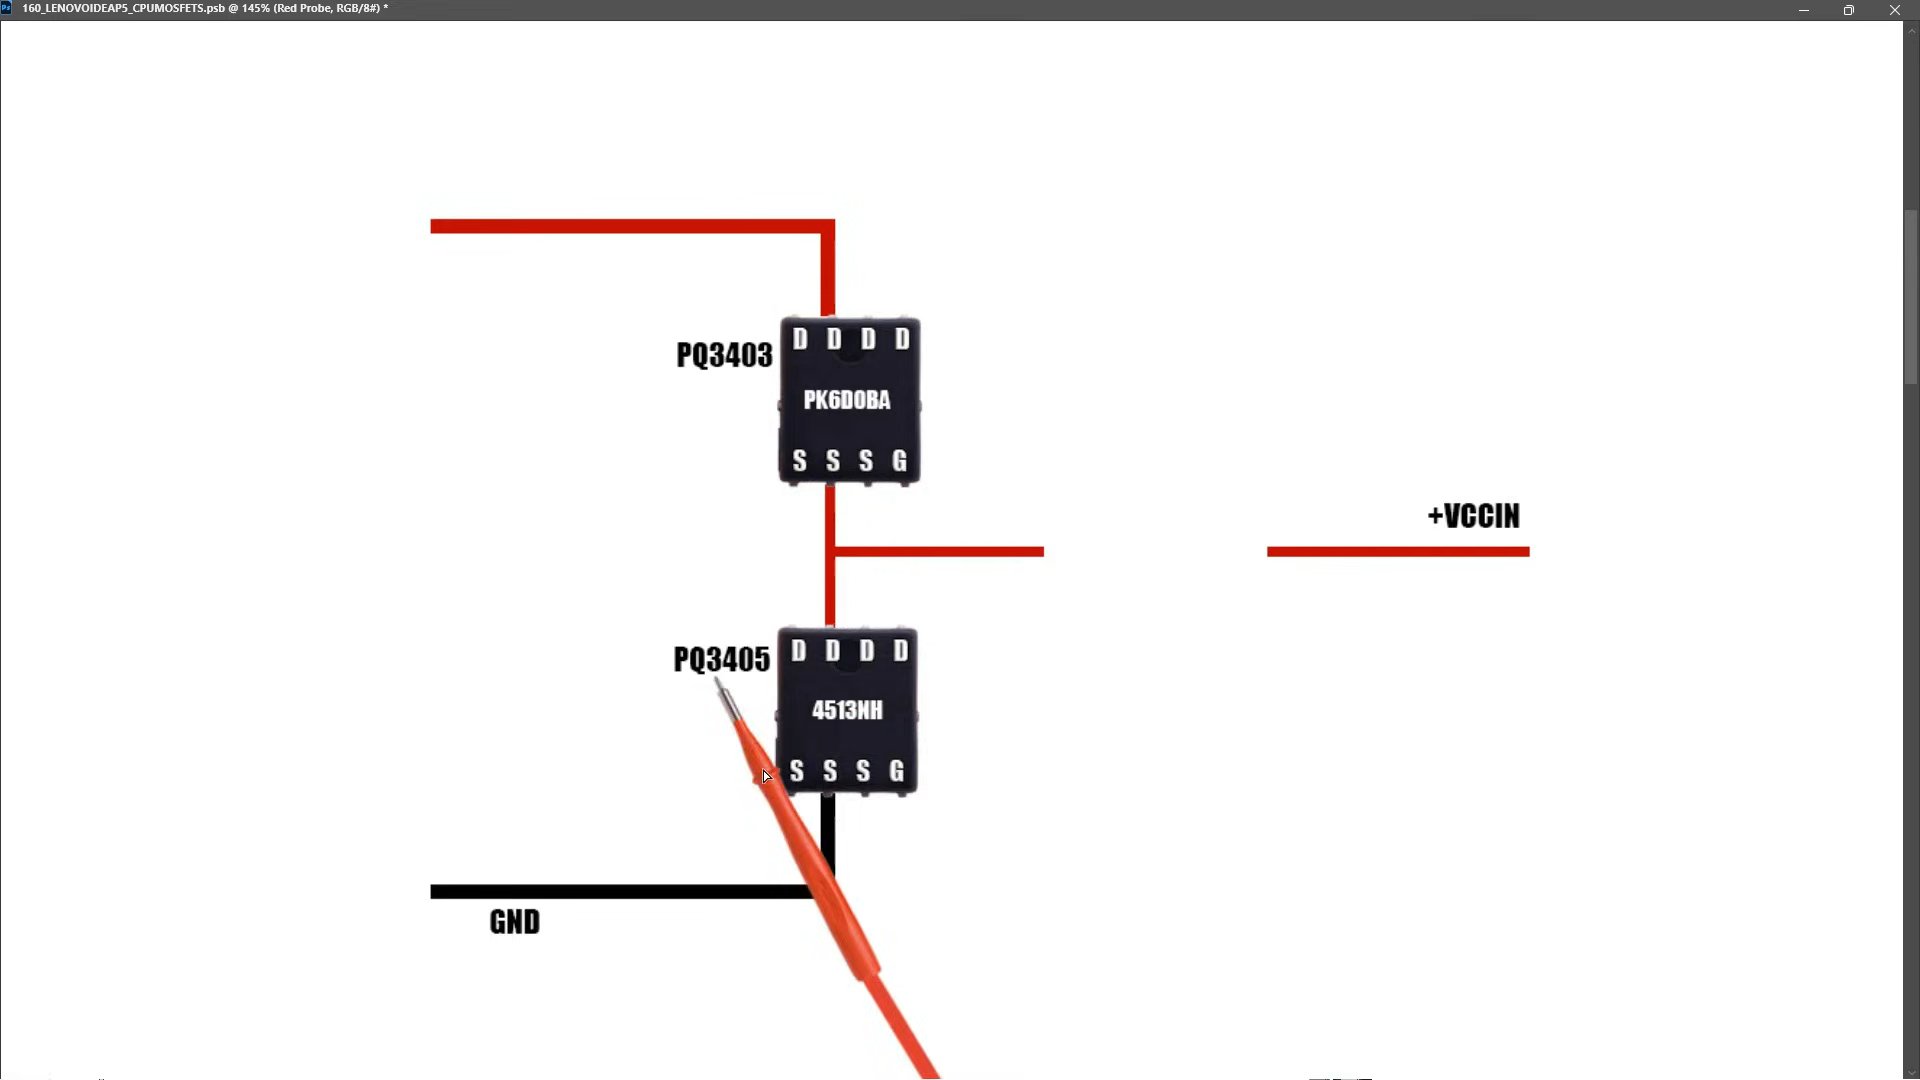 160_LENOVOIDEAP5_CPUMOSFETS.psb @ 145% (Red Probe, RGB/8#) *
D D D D
PQ3403
PK6D0BA
S S S G
+VCCIN
D D D D
PQ3405
4513NH
S S S G
GND